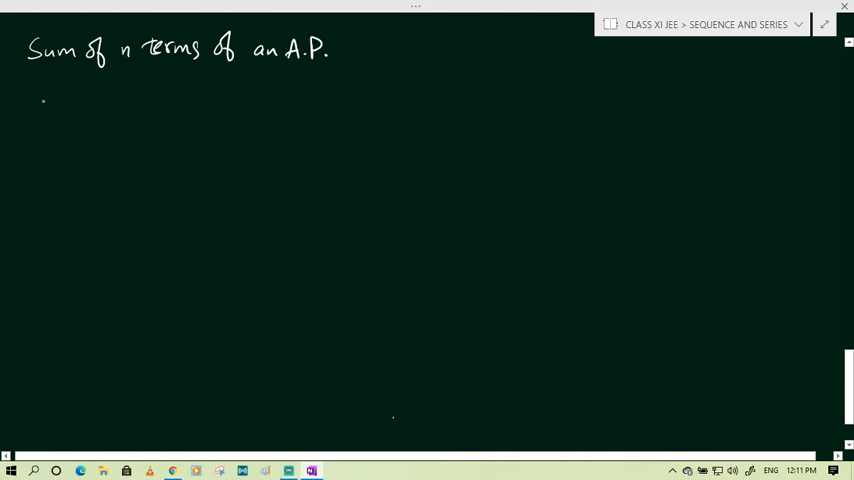 CLASS XI JEE > SEQUENCE AND SERIES
Sum of n terms of an A.P.
ENG 12:11 PM